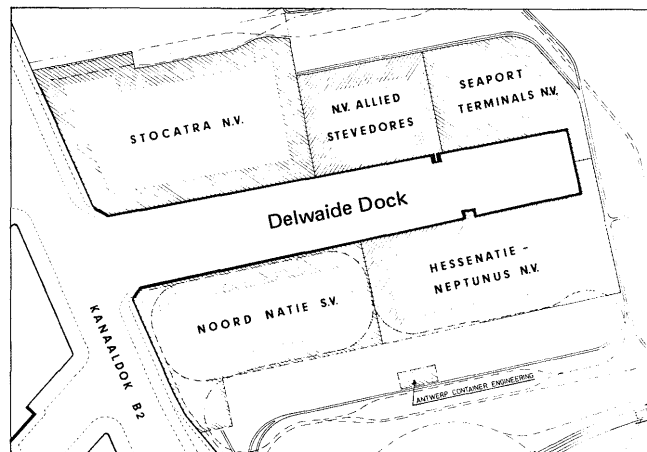 STOCATRA N.V.
N.V. ALLIED
STEVEDORES
SEAPORT
TERMINALS N.V.
Delwaide Dock
HESSENATIE –
NEPTUNUS N.V.
NOORD NATIE S.V.
KANAALDOK B2
ANTWERP CONTAINER ENGINEERING